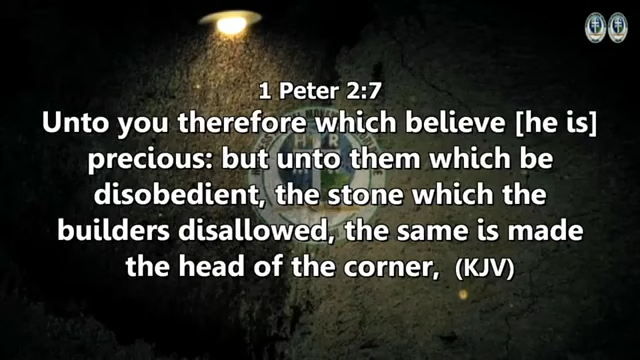 1 Peter 2:7
Unto you therefore which believe [he is]
precious: but unto them which be
disobedient, the stone which the
builders disallowed, the same is made
the head of the corner, (KJV)